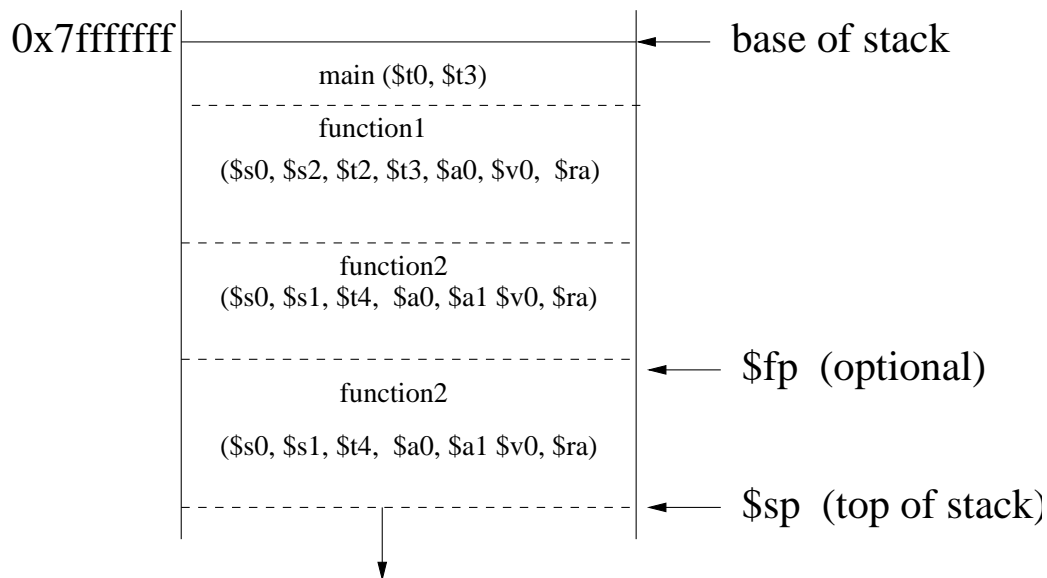 0x7fffffff
base of stack
main ($t0, $t3)
function1
($s0, $s2, $t2, $t3, $a0, $v0, $ra)
function2
($s0, $s1, $t4, $a0, $a1 $v0, $ra)
$fp (optional)
function2
($s0, $s1, $t4, $a0, $a1 $v0, $ra)
$sp (top of stack)